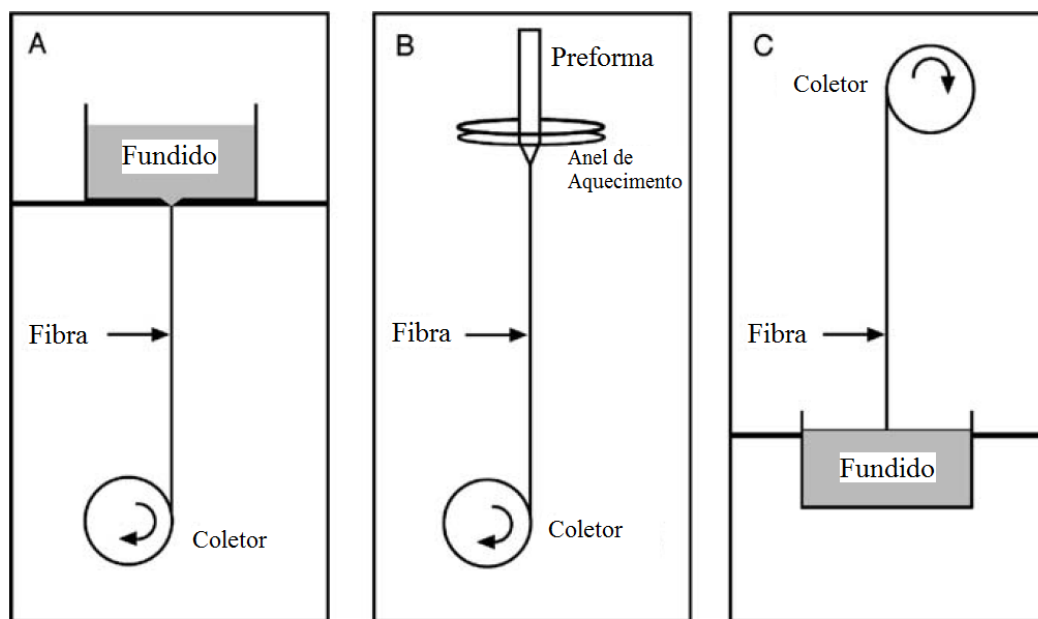 A
Fundido
Fibra
Coletor
B
Preforma
Anel de
Aquecimento
Fibra
Coletor
C
Coletor
Fibra
Fundido